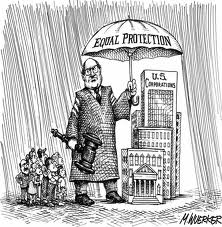 EQUAL PROTECTION
U.S.
CORPORATIONS
M.WUERKER